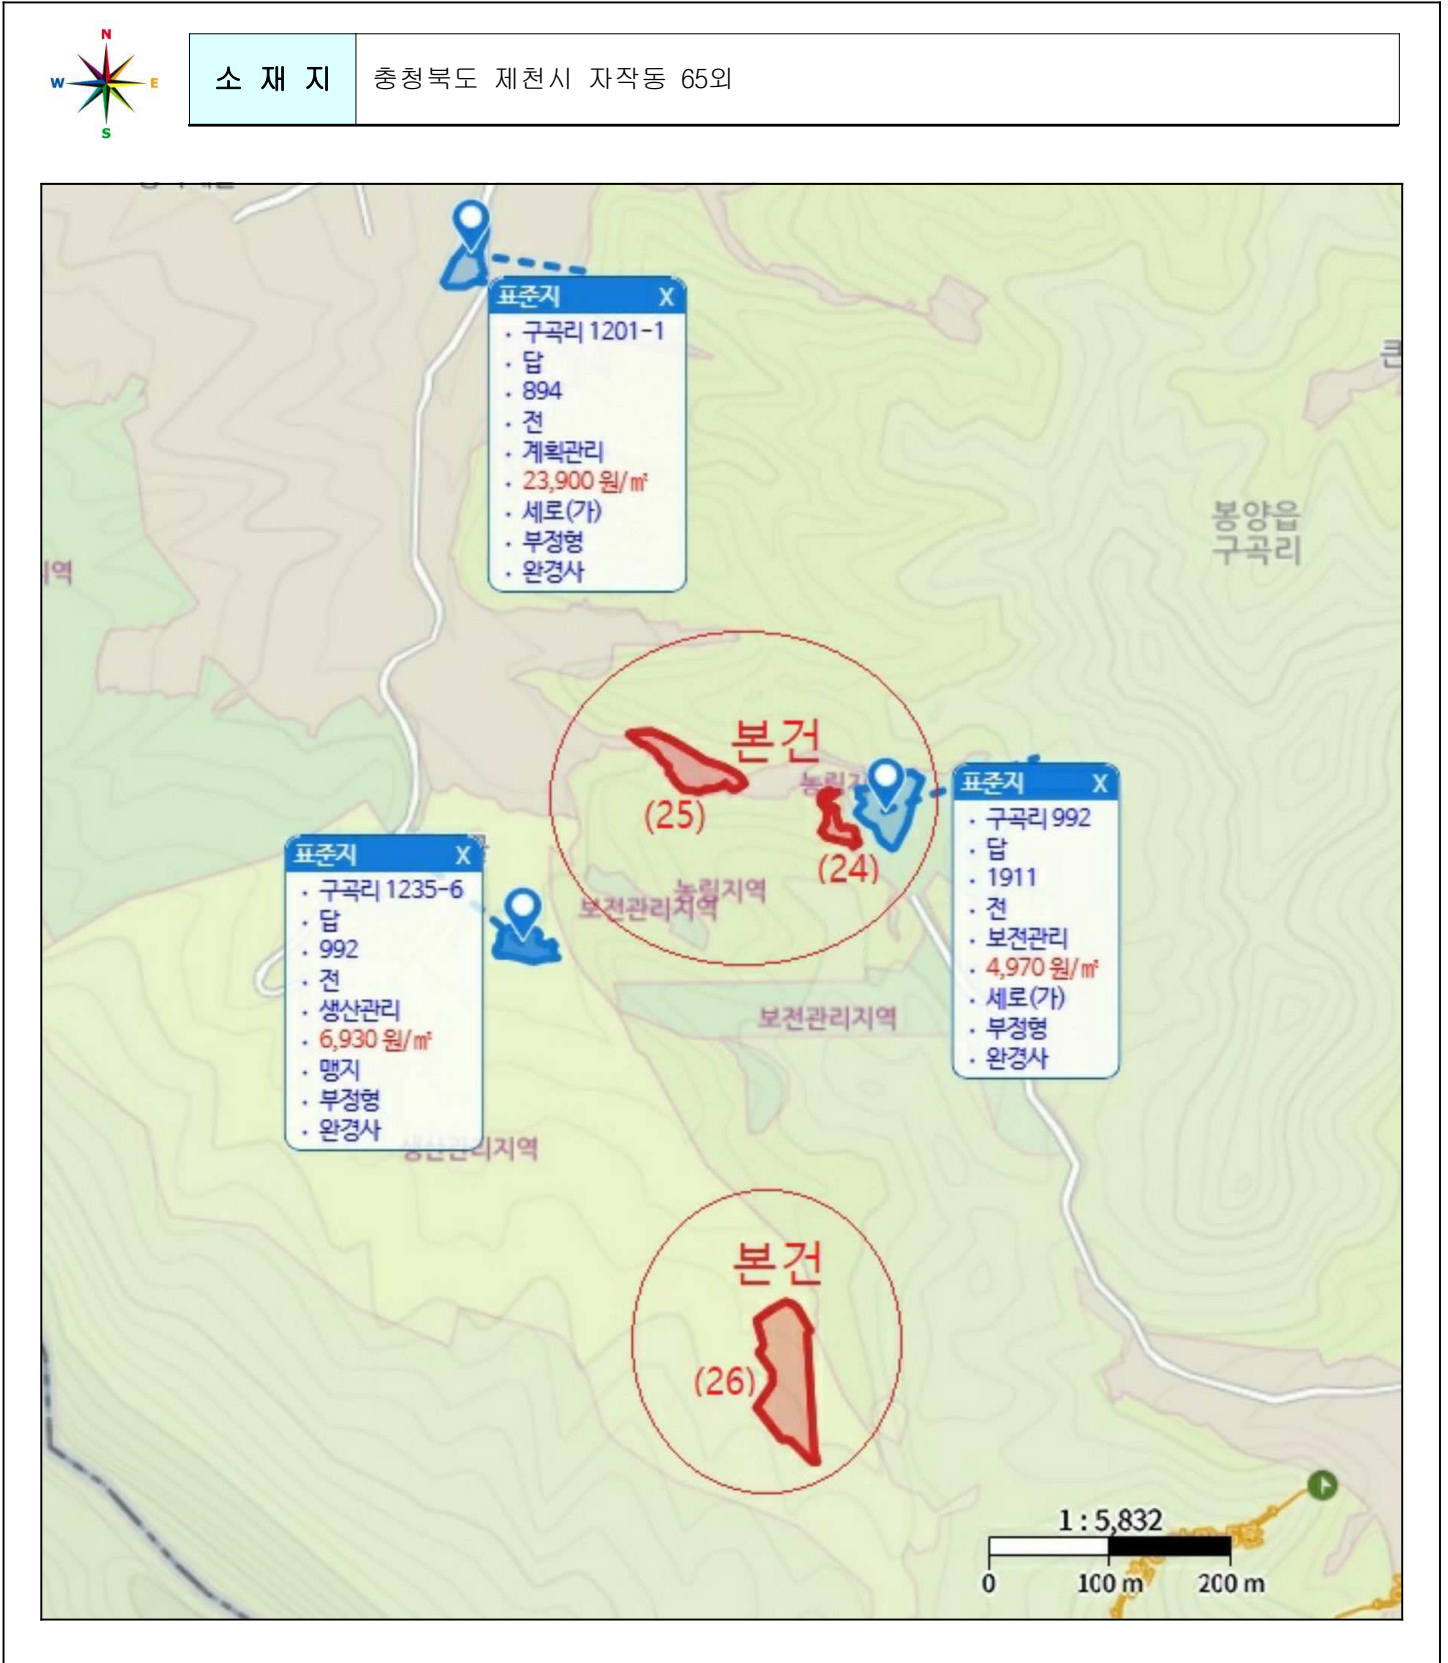 N
W E
S
소 재 지 충청북도 제천시 자작동 65외
표준지 X
· 구곡리 1201-1
· 답
· 894
· 전
· 계획관리
· 23,900 원/㎡
· 세로(가)
· 부정형
· 완경사
큰
봉양읍
구곡리
본건
(25)
(24)
표준지 X
· 구곡리 992
· 답
· 1911
· 전
· 보전관리
· 4,970 원/㎡
· 세로(가)
· 부정형
· 완경사
표준지 X
· 구곡리 1235-6
· 답
· 992
· 전
· 생산관리
· 6,930 원/㎡
· 맹지
· 부정형
· 완경사
농림지역
보전관리지역
보전관리지역
생산관리지역
본건
(26)
1 : 5,832
0 100 m 200 m